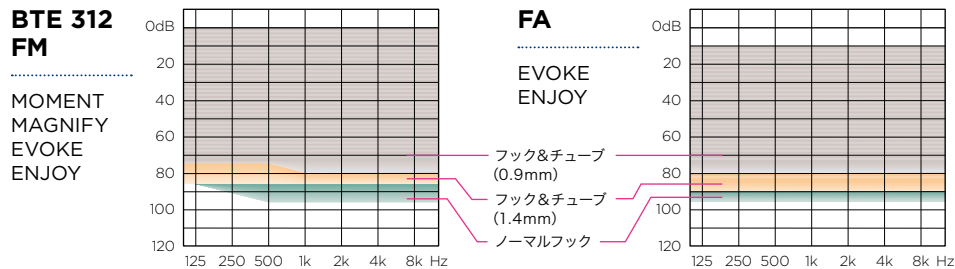 BTE 312
FM
MOMENT
MAGNIFY
EVOKE
ENJOY
0dB
20
40
60
80
100
120
125 250 500 1k 2k 4k 8k Hz
フック&チューブ
(0.9mm)
フック&チューブ
(1.4mm)
ノーマルフック
FA
EVOKE
ENJOY
0dB
20
40
60
80
100
120
125 250 500 1k 2k 4k 8k Hz